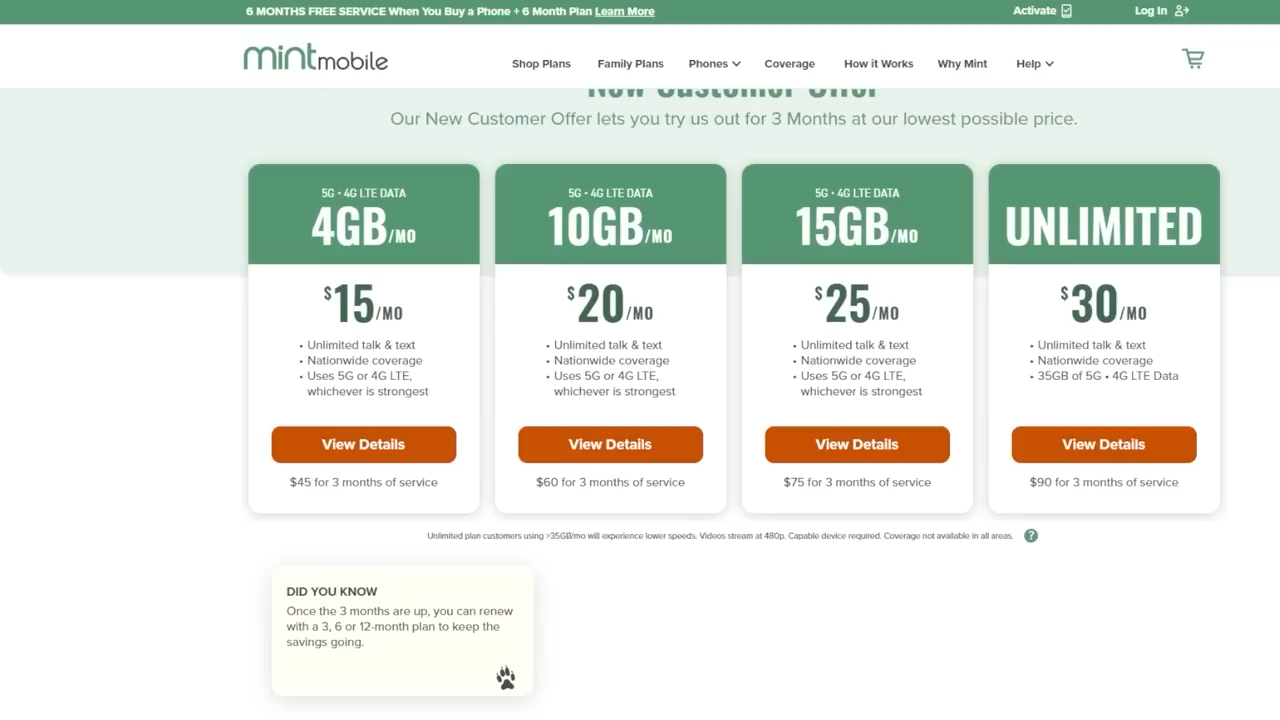 6 MONTHS FREE SERVICE When You Buy a Phone + 6 Month Plan Learn More
Activate
Log In
mintmobile
Shop Plans
Family Plans
Phones
Coverage
How it Works
Why Mint
Help
New Customer Offer
Our New Customer Offer lets you try us out for 3 Months at our lowest possible price.
5G • 4G LTE DATA
4GB/MO
$15/MO
• Unlimited talk & text
• Nationwide coverage
• Uses 5G or 4G LTE,
whichever is strongest
View Details
$45 for 3 months of service
5G • 4G LTE DATA
10GB/MO
$20/MO
• Unlimited talk & text
• Nationwide coverage
• Uses 5G or 4G LTE,
whichever is strongest
View Details
$60 for 3 months of service
5G • 4G LTE DATA
15GB/MO
$25/MO
• Unlimited talk & text
• Nationwide coverage
• Uses 5G or 4G LTE,
whichever is strongest
View Details
$75 for 3 months of service
UNLIMITED
$30/MO
• Unlimited talk & text
• Nationwide coverage
• 35GB of 5G • 4G LTE Data
View Details
$90 for 3 months of service
Unlimited plan customers using >35GB/mo will experience lower speeds. Videos stream at 480p. Capable device required. Coverage not available in all areas. ?
DID YOU KNOW
Once the 3 months are up, you can renew
with a 3, 6 or 12-month plan to keep the
savings going.